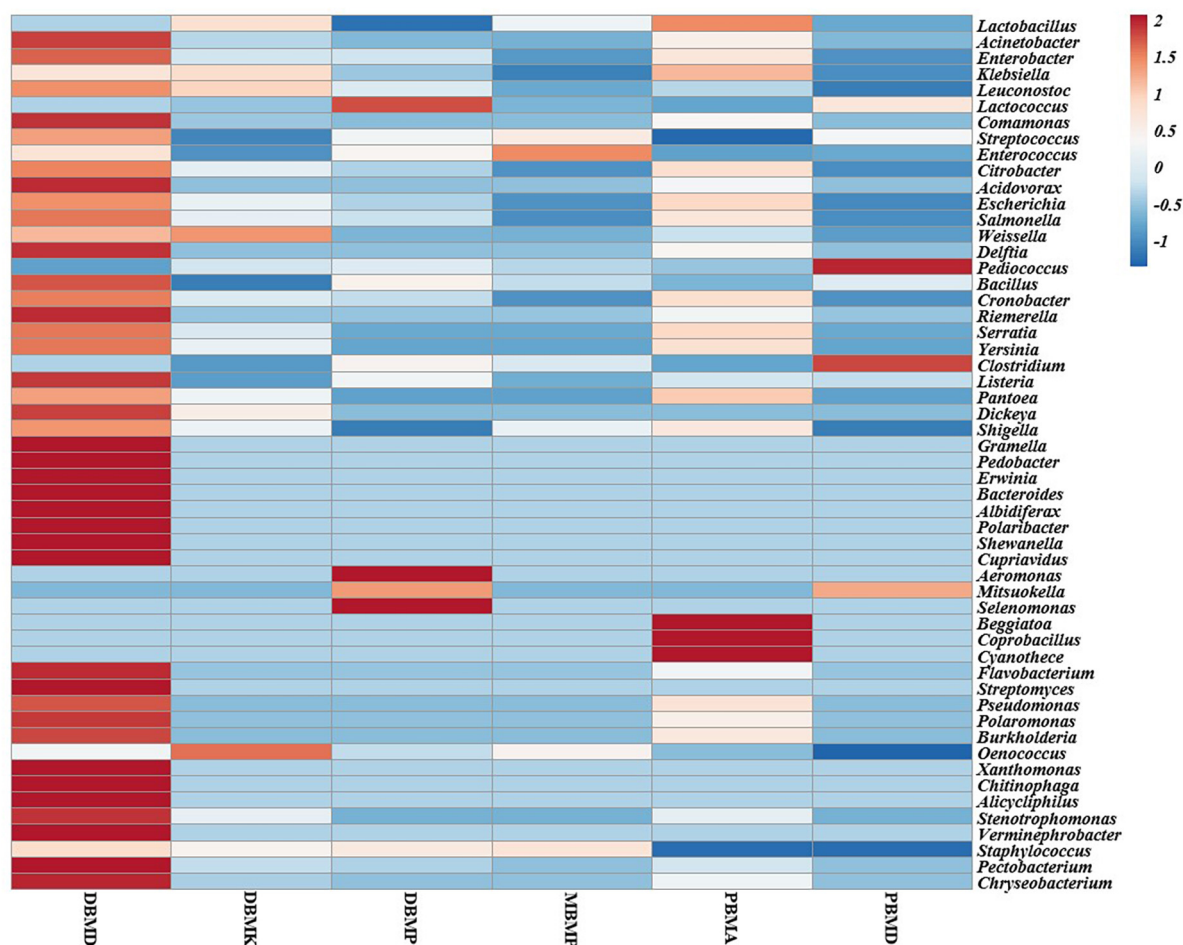 Lactobacillus
Acinetobacter
Enterobacter
Klebsiella
Leuconostoc
Lactococcus
Comamonas
Streptococcus
Enterococcus
Citrobacter
Acidovorax
Escherichia
Salmonella
Weissella
Delftia
Pediococcus
Bacillus
Cronobacter
Riemerella
Serratia
Yersinia
Clostridium
Listeria
Pantoea
Dickeya
Shigella
Gramella
Pedobacter
Erwinia
Bacteroides
Albidiferax
Polaribacter
Shewanella
Cupriavidus
Aeromonas
Mitsuokella
Selenomonas
Beggiatoa
Coprobacillus
Cyanothece
Flavobacterium
Streptomyces
Pseudomonas
Polaromonas
Burkholderia
Oenococcus
Xanthomonas
Chitinophaga
Alicycliphilus
Stenotrophomonas
Verminephrobacter
Staphylococcus
Pectobacterium
Chryseobacterium
2
1.5
1
0.5
0
-0.5
-1
DBMD
DBMK
DBMP
MBMP
PBMA
PBMD